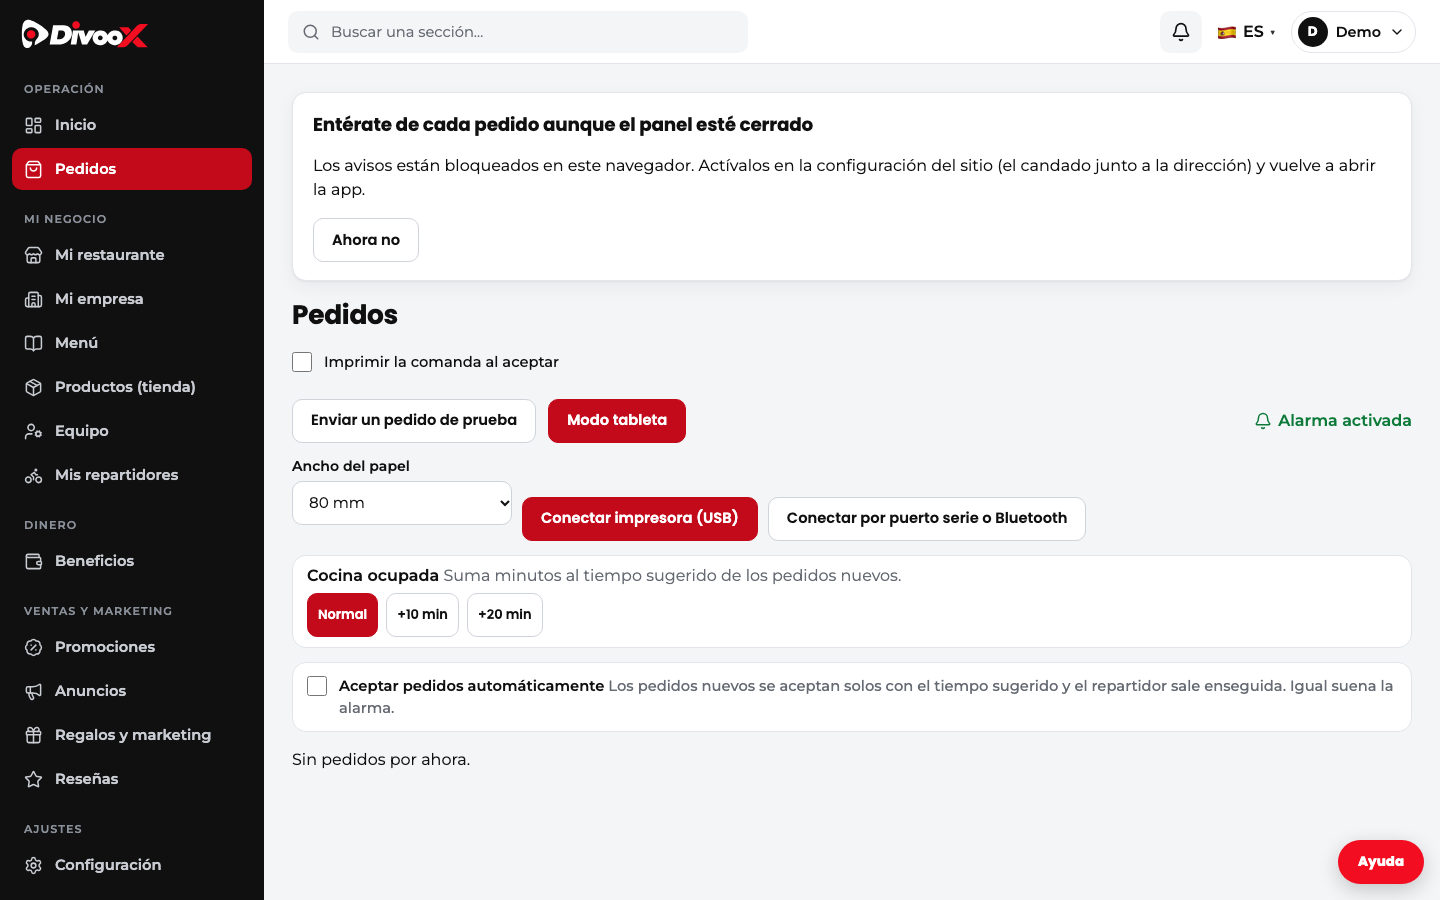 DivooX
OPERACIÓN
Inicio
Pedidos
MI NEGOCIO
Mi restaurante
Mi empresa
Menú
Productos (tienda)
Equipo
Mis repartidores
DINERO
Beneficios
VENTAS Y MARKETING
Promociones
Anuncios
Regalos y marketing
Reseñas
AJUSTES
Configuración
Buscar una sección...
ES
D
Demo
Entérate de cada pedido aunque el panel esté cerrado
Los avisos están bloqueados en este navegador. Actívalos en la configuración del sitio (el candado junto a la dirección) y vuelve a abrir
la app.
Ahora no
Pedidos
Imprimir la comanda al aceptar
Enviar un pedido de prueba
Modo tableta
Alarma activada
Ancho del papel
80 mm
Conectar impresora (USB)
Conectar por puerto serie o Bluetooth
Cocina ocupada Suma minutos al tiempo sugerido de los pedidos nuevos.
Normal
+10 min
+20 min
Aceptar pedidos automáticamente Los pedidos nuevos se aceptan solos con el tiempo sugerido y el repartidor sale enseguida. Igual suena la
alarma.
Sin pedidos por ahora.
Ayuda